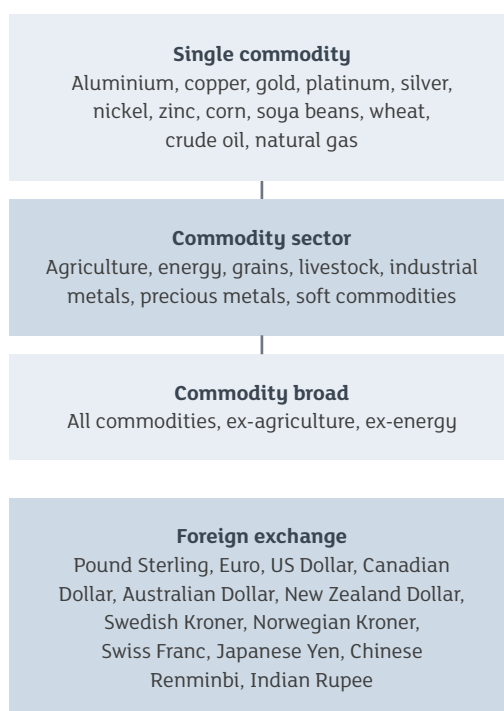 Single commodity
Aluminium, copper, gold, platinum, silver,
nickel, zinc, corn, soya beans, wheat,
crude oil, natural gas
Commodity sector
Agriculture, energy, grains, livestock, industrial
metals, precious metals, soft commodities
Commodity broad
All commodities, ex-agriculture, ex-energy
Foreign exchange
Pound Sterling, Euro, US Dollar, Canadian
Dollar, Australian Dollar, New Zealand Dollar,
Swedish Kroner, Norwegian Kroner,
Swiss Franc, Japanese Yen, Chinese
Renminbi, Indian Rupee